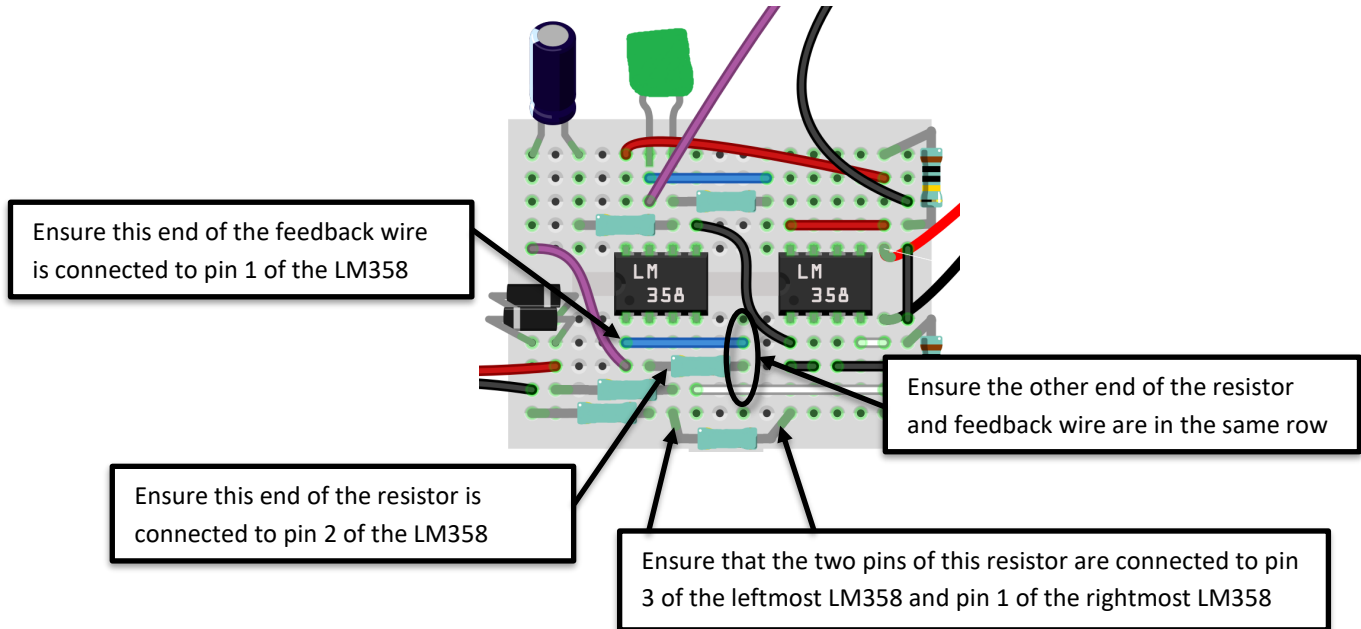 LM
358
LM
358
Ensure this end of the feedback wire
is connected to pin 1 of the LM358
Ensure the other end of the resistor
and feedback wire are in the same row
Ensure this end of the resistor is
connected to pin 2 of the LM358
Ensure that the two pins of this resistor are connected to pin
3 of the leftmost LM358 and pin 1 of the rightmost LM358